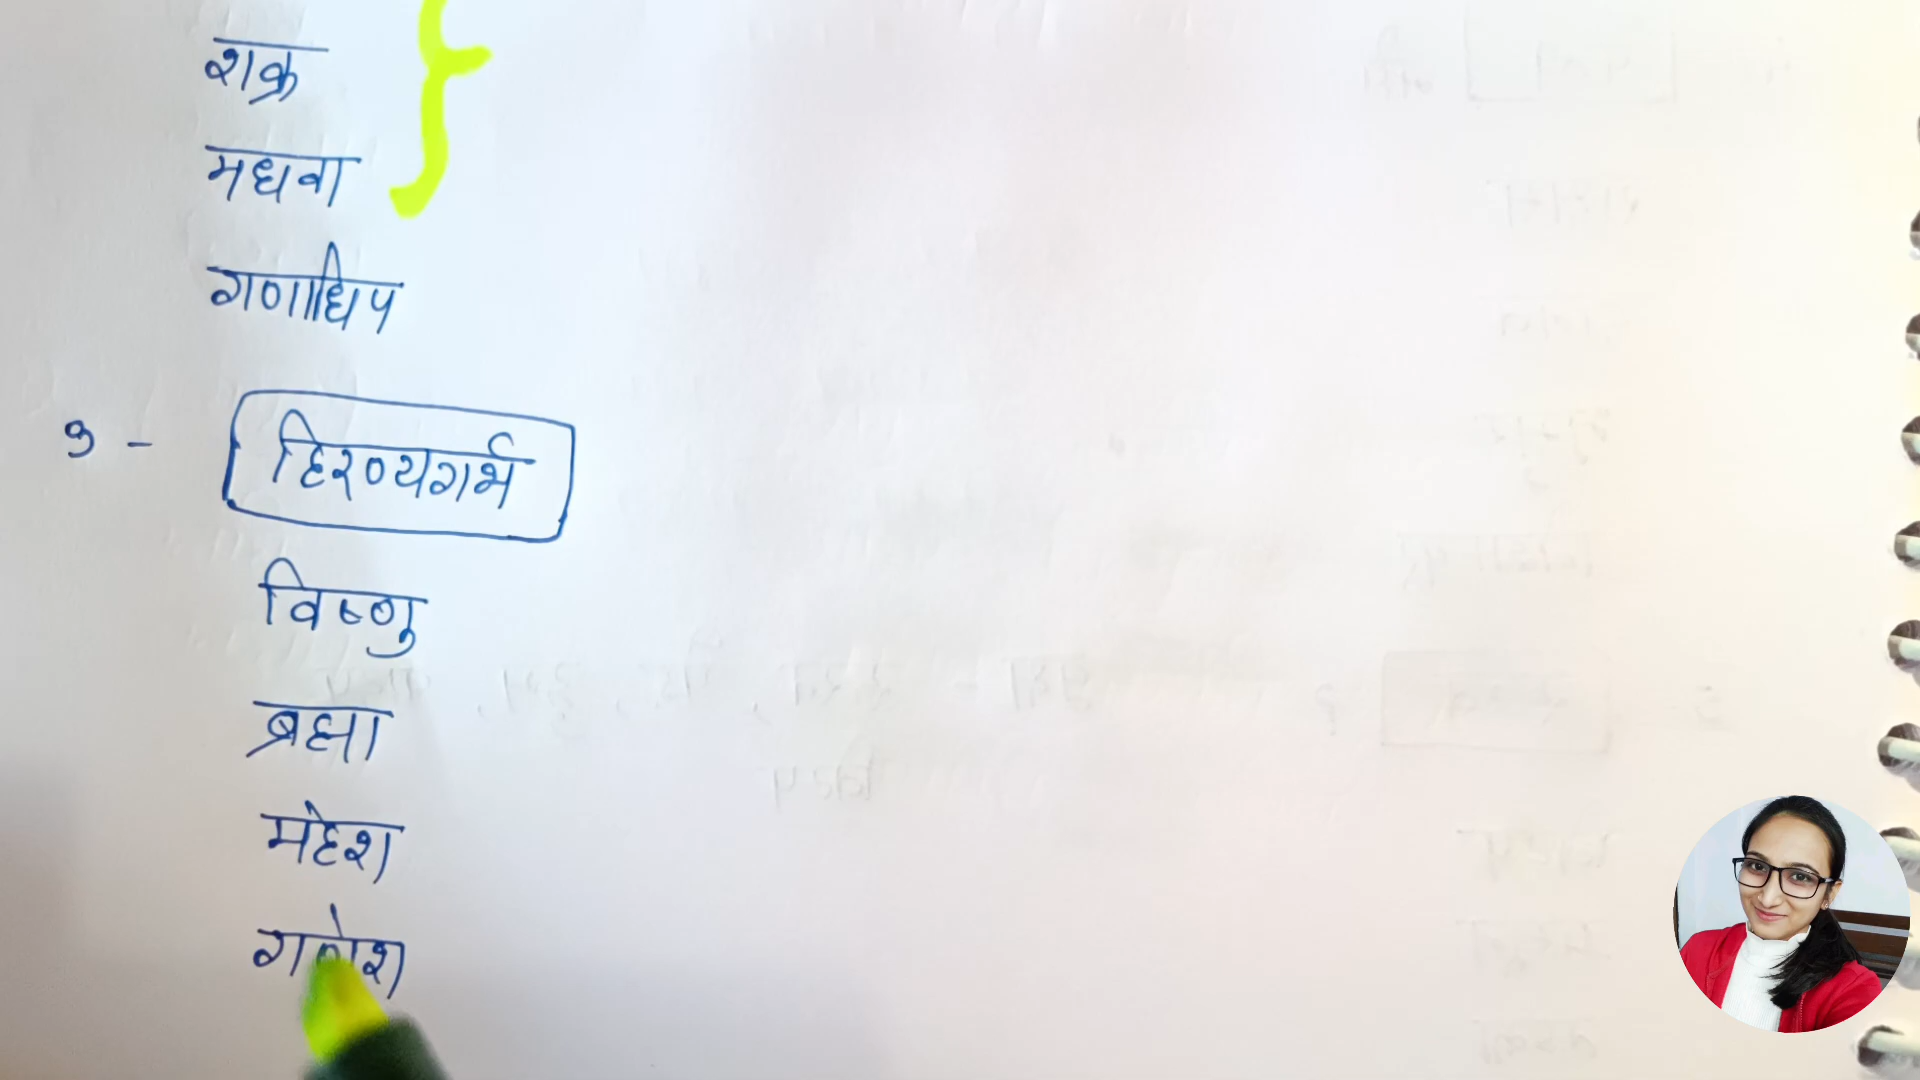 शक्र
मघवा
गणाधिप
9 - हिरण्यगर्भ
विष्णु
ब्रह्मा
महेश
गणेश